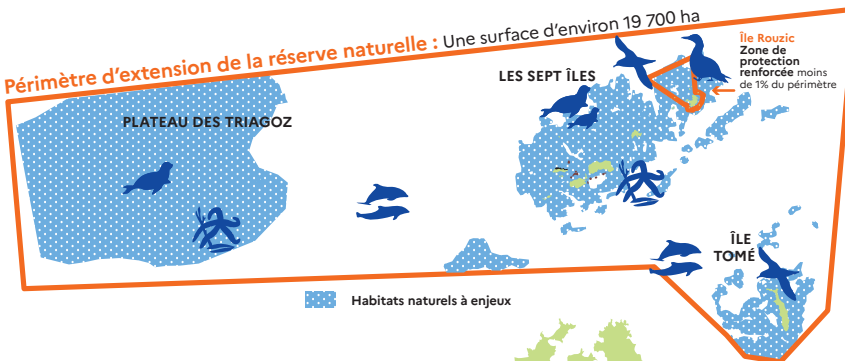 Périmètre d'extension de la réserve naturelle : Une surface d'environ 19 700 ha
Île Rouzic
Zone de
protection
renforcée moins
de 1% du périmètre
LES SEPT ÎLES
PLATEAU DES TRIAGOZ
ÎLE
TOMÉ
Habitats naturels à enjeux